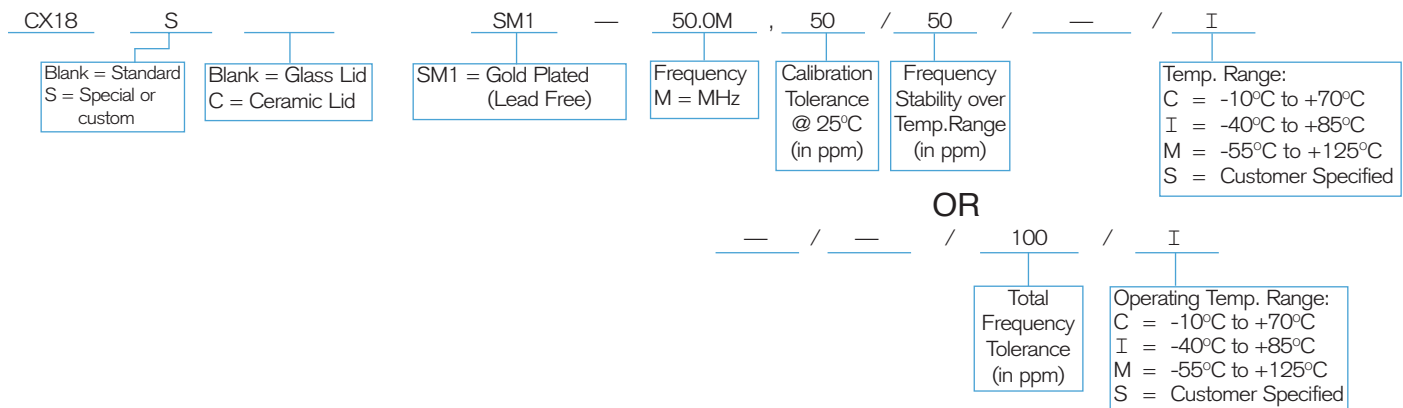 CX18 S SM1 — 50.0M , 50 / 50 / — / I
Blank = Standard
S = Special or
custom
Blank = Glass Lid
C = Ceramic Lid
SM1 = Gold Plated
(Lead Free)
Frequency
M = MHz
Calibration
Tolerance
@ 25°C
(in ppm)
Frequency
Stability over
Temp.Range
(in ppm)
Temp. Range:
C = -10°C to +70°C
I = -40°C to +85°C
M = -55°C to +125°C
S = Customer Specified
OR
— / — / 100 / I
Total
Frequency
Tolerance
(in ppm)
Operating Temp. Range:
C = -10°C to +70°C
I = -40°C to +85°C
M = -55°C to +125°C
S = Customer Specified